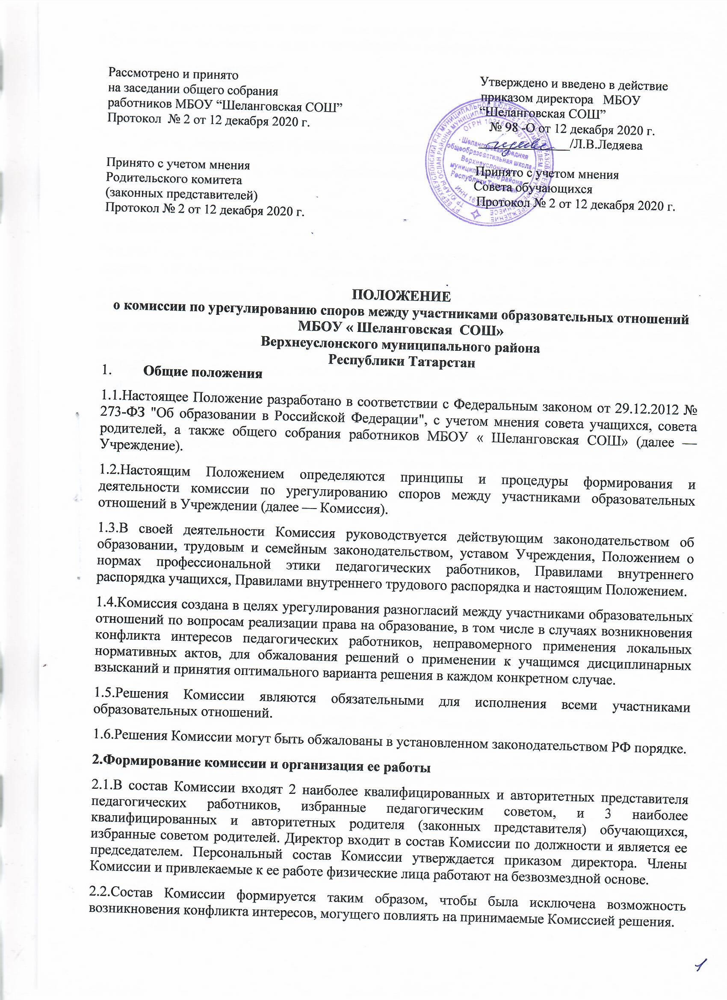 Рассмотрено и принято
на заседании общего собрания
работников МБОУ “Шеланговская СОШ”
Протокол  № 2 от 12 декабря 2020 г.
Утверждено и введено в действие
приказом директора   МБОУ
“Шеланговская СОШ”
№ 98 -О от 12 декабря 2020 г.
/Л.В.Ледяева
Принято с учетом мнения
Родительского комитета
(законных представителей)
Протокол № 2 от 12 декабря 2020 г.
Принято с учетом мнения
Совета обучающихся
Протокол № 2 от 12 декабря 2020 г.
Шеланговская средняя
общеобразовательная школа
Верхнеуслонского
муниципального района
Республики Татарстан
ПОЛОЖЕНИЕ
о комиссии по урегулированию споров между участниками образовательных отношений
МБОУ « Шеланговская  СОШ»
Верхнеуслонского муниципального района
Республики Татарстан
1. Общие положения
1.1.Настоящее Положение разработано в соответствии с Федеральным законом от 29.12.2012 №
273-ФЗ "Об образовании в Российской Федерации", с учетом мнения совета учащихся, совета
родителей, а также общего собрания работников МБОУ « Шеланговская СОШ» (далее —
Учреждение).
1.2.Настоящим Положением определяются принципы и процедуры формирования и
деятельности комиссии по урегулированию споров между участниками образовательных
отношений в Учреждении (далее — Комиссия).
1.3.В своей деятельности Комиссия руководствуется действующим законодательством об
образовании, трудовым и семейным законодательством, уставом Учреждения, Положением о
нормах профессиональной этики педагогических работников, Правилами внутреннего
распорядка учащихся, Правилами внутреннего трудового распорядка и настоящим Положением.
1.4.Комиссия создана в целях урегулирования разногласий между участниками образовательных
отношений по вопросам реализации права на образование, в том числе в случаях возникновения
конфликта интересов педагогических работников, неправомерного применения локальных
нормативных актов, для обжалования решений о применении к учащимся дисциплинарных
взысканий и принятия оптимального варианта решения в каждом конкретном случае.
1.5.Решения Комиссии являются обязательными для исполнения всеми участниками
образовательных отношений.
1.6.Решения Комиссии могут быть обжалованы в установленном законодательством РФ порядке.
2.Формирование комиссии и организация ее работы
2.1.В состав Комиссии входят 2 наиболее квалифицированных и авторитетных представителя
педагогических работников, избранные педагогическим советом, и 3 наиболее
квалифицированных и авторитетных родителя (законных представителя) обучающихся,
избранные советом родителей. Директор входит в состав Комиссии по должности и является ее
председателем. Персональный состав Комиссии утверждается приказом директора. Члены
Комиссии и привлекаемые к ее работе физические лица работают на безвозмездной основе.
2.2.Состав Комиссии формируется таким образом, чтобы была исключена возможность
возникновения конфликта интересов, могущего повлиять на принимаемые Комиссией решения.
1